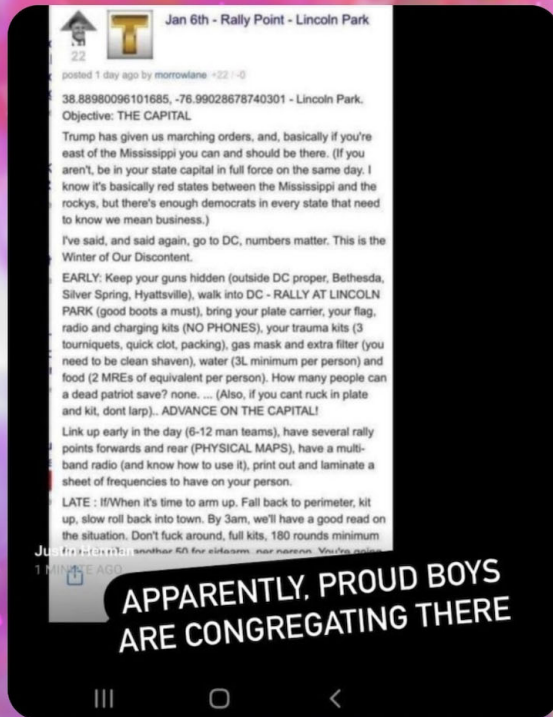 Jan 6th - Rally Point - Lincoln Park
T
22
posted 1 day ago by morrowlane +22 / -0
38.88980096101685, -76.99028678740301 - Lincoln Park.
Objective: THE CAPITAL
Trump has given us marching orders, and, basically if you're
east of the Mississippi you can and should be there. (If you
aren't, be in your state capital in full force on the same day. I
know it's basically red states between the Mississippi and the
rockys, but there's enough democrats in every state that need
to know we mean business.)
I've said, and said again, go to DC, numbers matter. This is the
Winter of Our Discontent.
EARLY: Keep your guns hidden (outside DC proper, Bethesda,
Silver Spring, Hyattsville), walk into DC - RALLY AT LINCOLN
PARK (good boots a must), bring your plate carrier, your flag,
radio and charging kits (NO PHONES), your trauma kits (3
tourniquets, quick clot, packing), gas mask and extra filter (you
need to be clean shaven), water (3L minimum per person) and
food (2 MREs of equivalent per person). How many people can
a dead patriot save? none. ... (Also, if you cant ruck in plate
and kit, dont larp).. ADVANCE ON THE CAPITAL!
Link up early in the day (6-12 man teams), have several rally
points forwards and rear (PHYSICAL MAPS), have a multi-
band radio (and know how to use it), print out and laminate a
sheet of frequencies to have on your person.
LATE : If/When it's time to arm up. Fall back to perimeter, kit
up, slow roll back into town. By 3am, we'll have a good read on
the situation. Don't fuck around, full kits, 180 rounds minimum
another 50 for sidearm, per person. You're going
Justin Herman
1 MINUTE AGO
APPARENTLY, PROUD BOYS
ARE CONGREGATING THERE